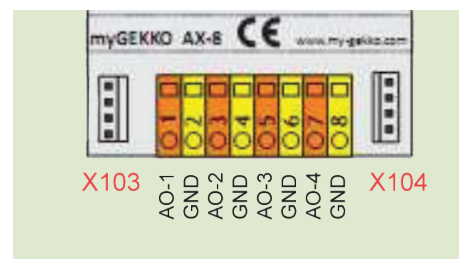 myGEKKO AX-8 CE www.my-gekko.com
1 2 3 4 5 6 7 8
X103 X104
AO-1
GND
AO-2
GND
AO-3
GND
AO-4
GND